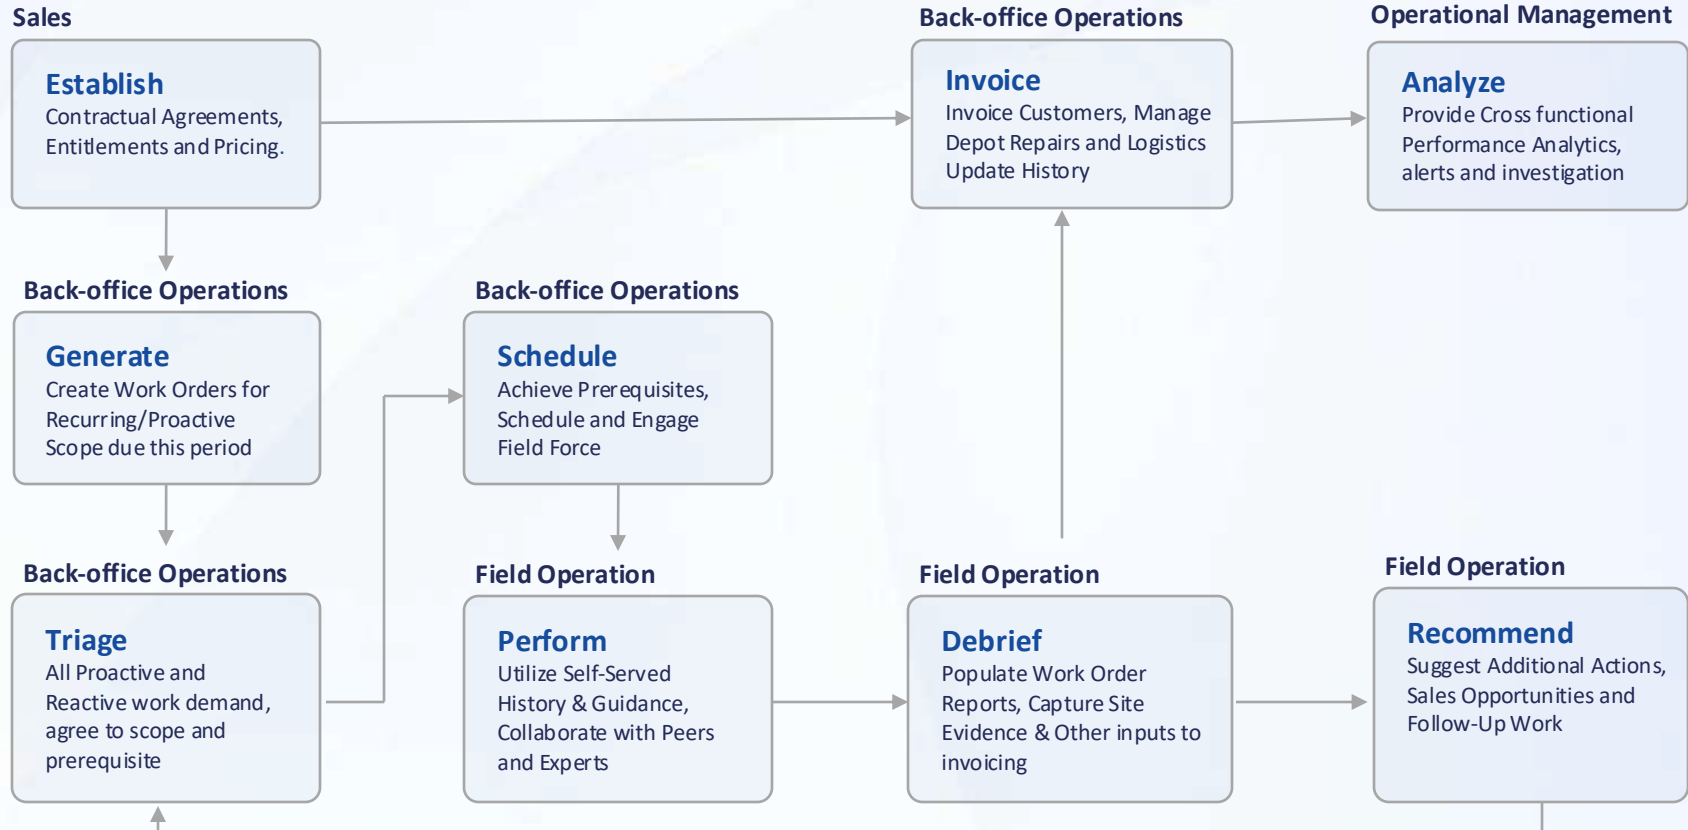 Sales
Establish
Contractual Agreements,
Entitlements and Pricing.
Back-office Operations
Invoice
Invoice Customers, Manage
Depot Repairs and Logistics
Update History
Operational Management
Analyze
Provide Cross functional
Performance Analytics,
alerts and investigation
Back-office Operations
Generate
Create Work Orders for
Recurring/Proactive
Scope due this period
Back-office Operations
Schedule
Achieve Prerequisites,
Schedule and Engage
Field Force
Back-office Operations
Triage
All Proactive and
Reactive work demand,
agree to scope and
prerequisite
Field Operation
Perform
Utilize Self-Served
History & Guidance,
Collaborate with Peers
and Experts
Field Operation
Debrief
Populate Work Order
Reports, Capture Site
Evidence & Other inputs to
invoicing
Field Operation
Recommend
Suggest Additional Actions,
Sales Opportunities and
Follow-Up Work